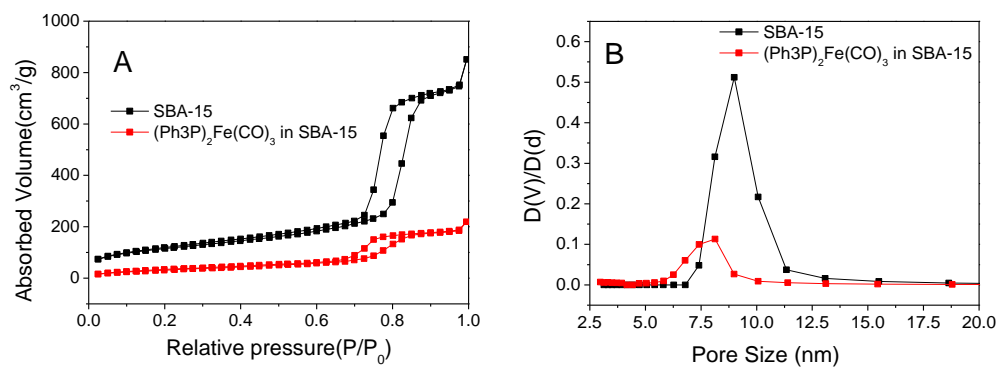 A
SBA-15
(Ph3P)₂Fe(CO)₃ in SBA-15
Absorbed Volume(cm³/g)
1000
800
600
400
200
0
0.0 0.2 0.4 0.6 0.8 1.0
Relative pressure(P/P₀)
B
SBA-15
(Ph3P)₂Fe(CO)₃ in SBA-15
D(V)/D(d)
0.6
0.5
0.4
0.3
0.2
0.1
0.0
2.5 5.0 7.5 10.0 12.5 15.0 17.5 20.0
Pore Size (nm)